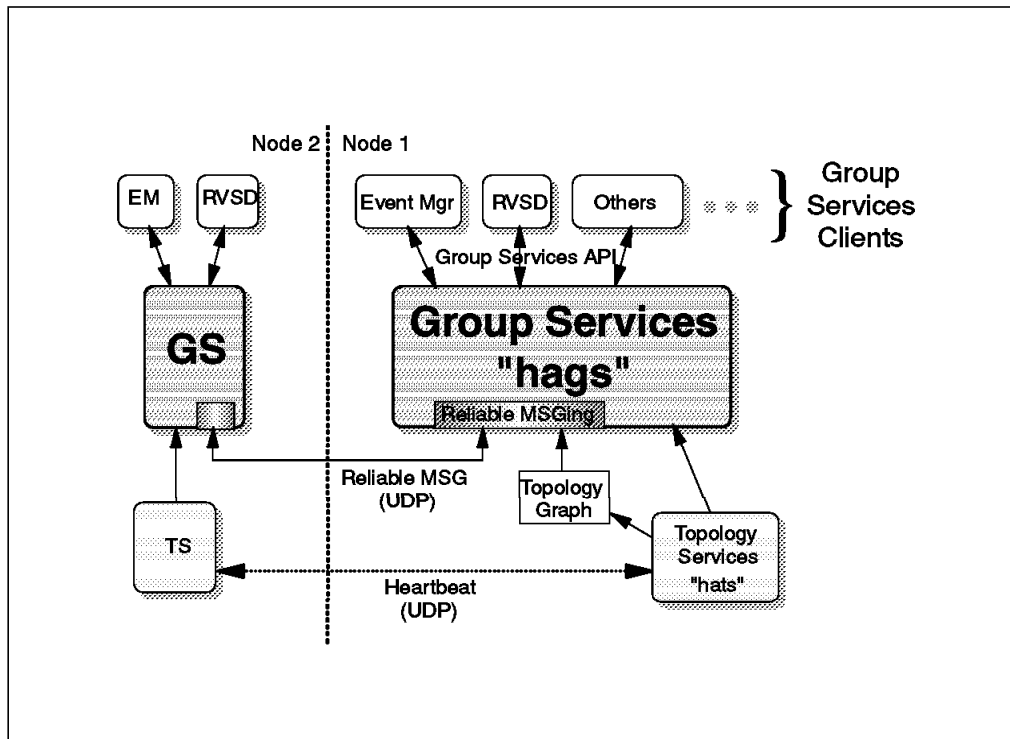 Node 2
Node 1
EM
RVSD
Event Mgr
RVSD
Others
Group
Services
Clients
Group Services API
GS
Group Services
"hags"
Reliable MSGing
Reliable MSG
(UDP)
Topology
Graph
TS
Topology
Services
"hats"
Heartbeat
(UDP)